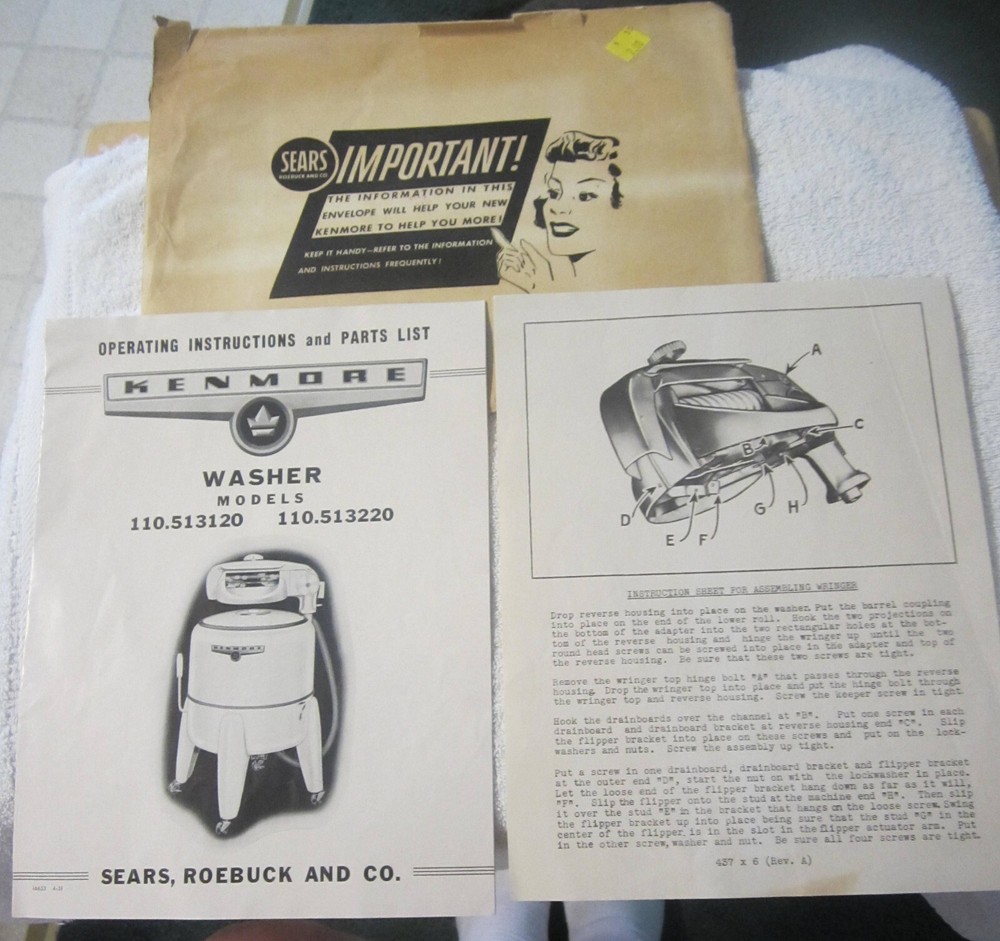 SEARS
ROEBUCK AND CO.
IMPORTANT!
THE INFORMATION IN THIS
ENVELOPE WILL HELP YOUR NEW
KENMORE TO HELP YOU MORE!
KEEP IT HANDY—REFER TO THE INFORMATION
AND INSTRUCTIONS FREQUENTLY!
OPERATING INSTRUCTIONS and PARTS LIST
KENMORE
WASHER
MODELS
110.513120 110.513220
KENMORE
SEARS, ROEBUCK AND CO.
A
B
C
D
E
F
G
H
INSTRUCTION SHEET FOR ASSEMBLING WRINGER
Drop reverse housing into place on the washer. Put the barrel coupling
into place on the end of the lower roll. Hook the two projections on
the bottom of the adapter into the two rectangular holes at the bot-
tom of the reverse housing and hinge the wringer up until the two
round head screws can be screwed into place in the adapter and top of
the reverse housing. Be sure that these two screws are tight.
Remove the wringer top hinge bolt "A" that passes through the reverse
housing. Drop the wringer top into place and put the hinge bolt through
the wringer top and reverse housing. Screw the keeper screw in tight.
Hook the drainboards over the channel at "B". Put one screw in each
drainboard and drainboard bracket at reverse housing end "C". Slip
the flipper bracket into place on these screws and put on the lock-
washers and nuts. Screw the assembly up tight.
Put a screw in one drainboard, drainboard bracket and flipper bracket
at the outer end "D", start the nut on with the lockwasher in place.
Let the loose end of the flipper bracket hang down as far as it will,
"F". Slip the flipper onto the stud at the machine end "H". Then slip
it over the stud "E" in the bracket that hangs on the loose screw. Swing
the flipper bracket up into place being sure that the stud "G" in the
center of the flipper is in the slot in the flipper actuator arm. Put
in the other screw, washer and nut. Be sure all four screws are tight.
437 x 6 (Rev. A)